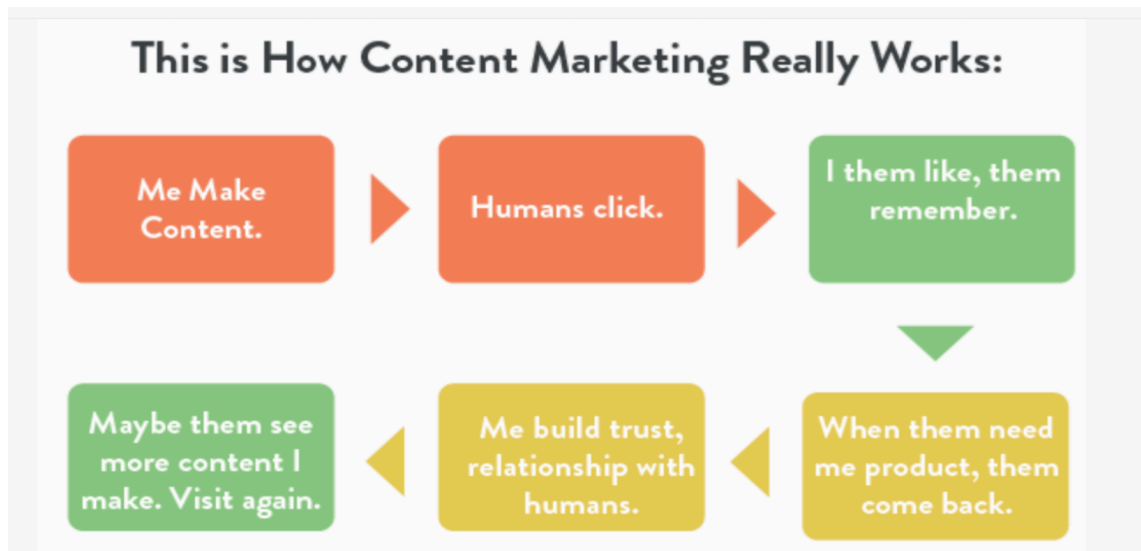 This is How Content Marketing Really Works:
Me Make
Content.
Humans click.
I them like, them
remember.
When them need
me product, them
come back.
Me build trust,
relationship with
humans.
Maybe them see
more content I
make. Visit again.